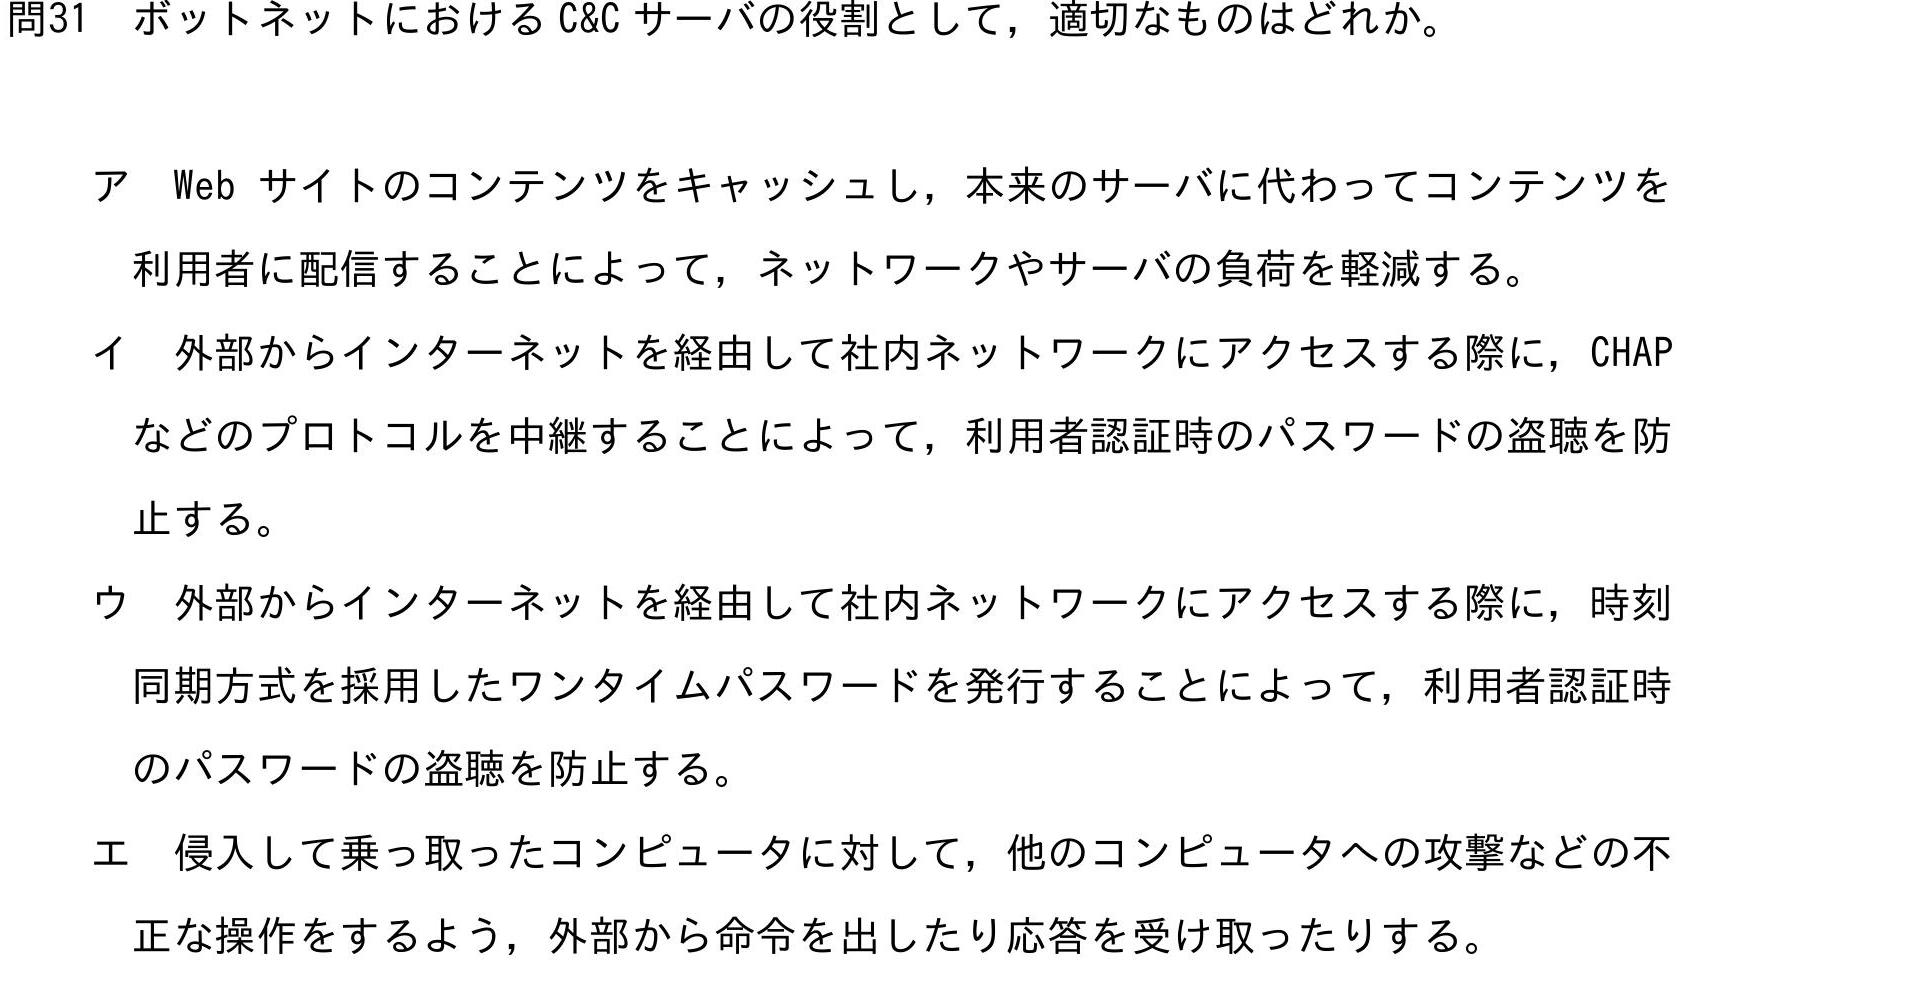 問31　ボットネットにおける C&C サーバの役割として，適切なものはどれか。
ア　Web サイトのコンテンツをキャッシュし，本来のサーバに代わってコンテンツを
利用者に配信することによって，ネットワークやサーバの負荷を軽減する。
イ　外部からインターネットを経由して社内ネットワークにアクセスする際に，CHAP
などのプロトコルを中継することによって，利用者認証時のパスワードの盗聴を防
止する。
ウ　外部からインターネットを経由して社内ネットワークにアクセスする際に，時刻
同期方式を採用したワンタイムパスワードを発行することによって，利用者認証時
のパスワードの盗聴を防止する。
エ　侵入して乗っ取ったコンピュータに対して，他のコンピュータへの攻撃などの不
正な操作をするよう，外部から命令を出したり応答を受け取ったりする。